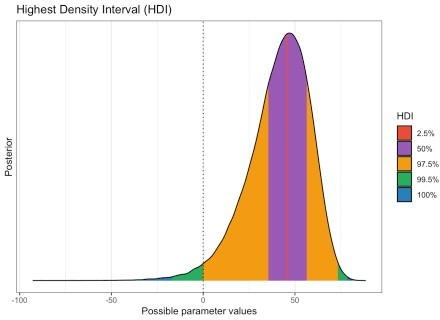 Highest Density Interval (HDI)
Posterior
-100
-50
0
50
Possible parameter values
HDI
2.5%
50%
97.5%
99.5%
100%